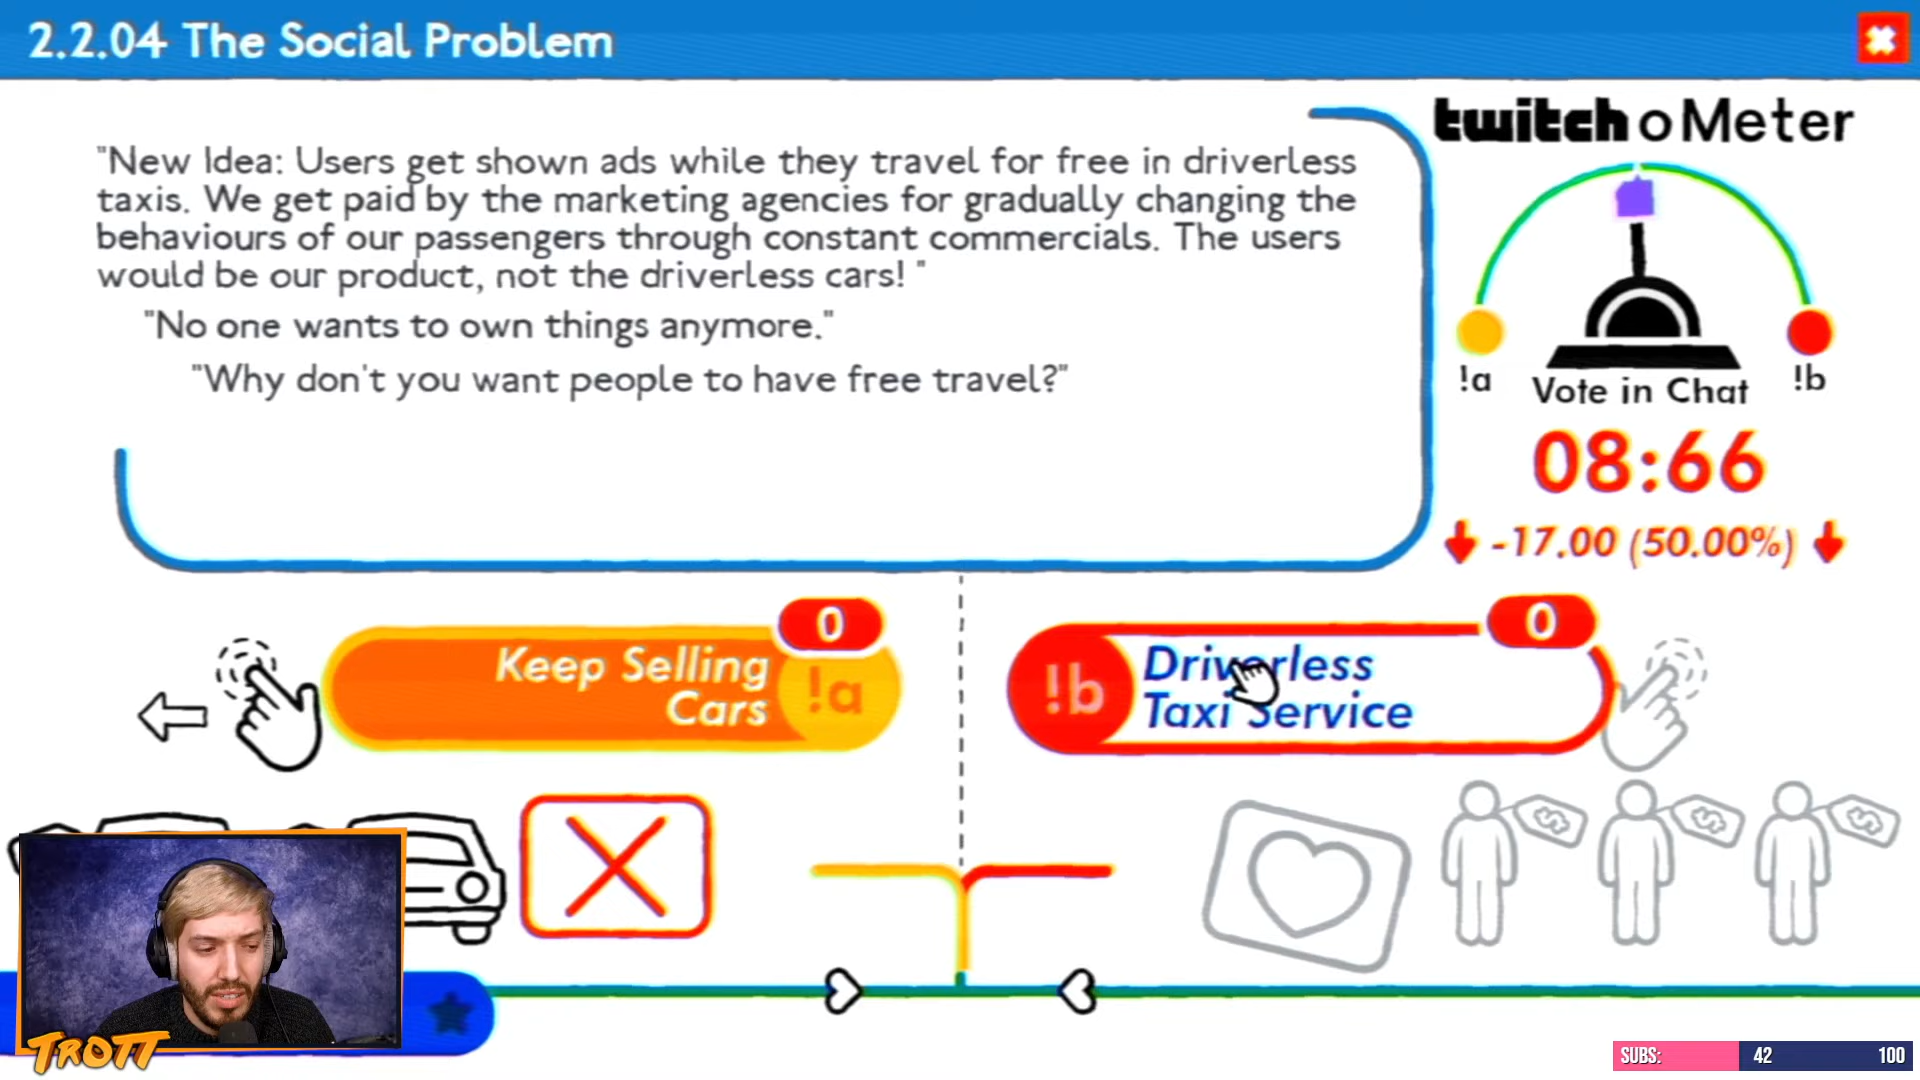 2.2.04 The Social Problem
"New Idea: Users get shown ads while they travel for free in driverless
taxis. We get paid by the marketing agencies for gradually changing the
behaviours of our passengers through constant commercials. The users
would be our product, not the driverless cars! "
"No one wants to own things anymore."
"Why don't you want people to have free travel?"
twitch o Meter
!a Vote in Chat !b
08:66
-17.00 (50.00%)
0
Keep Selling
Cars
!a
0
!b
Driverless
Taxi Service
$ $ $
TROTT
SUBS: 42 100